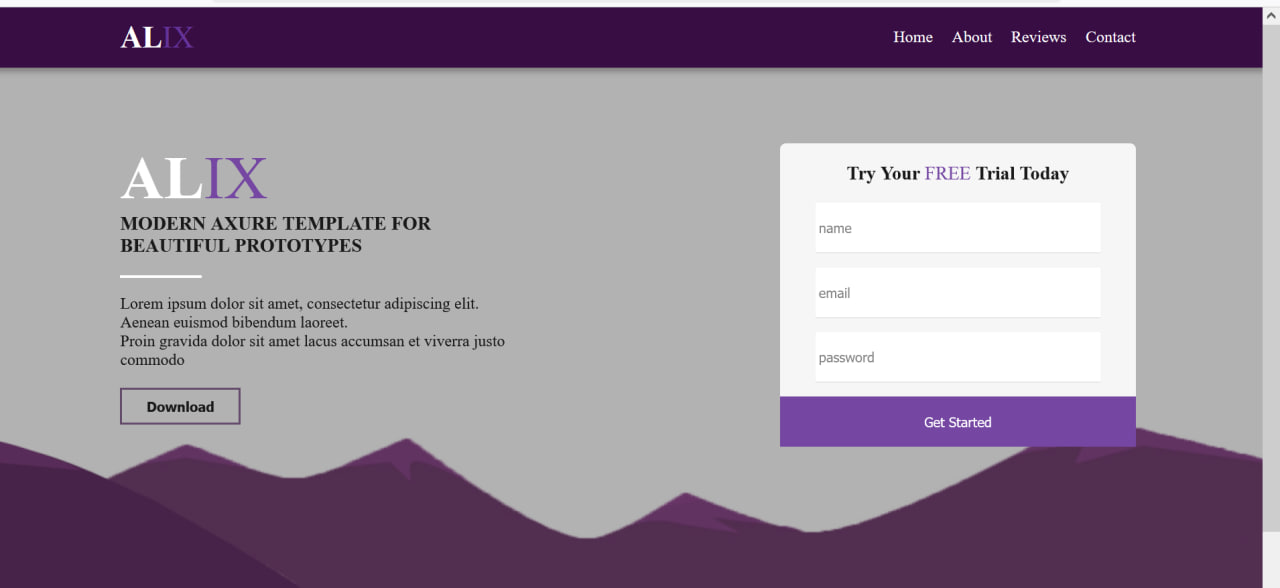 ALIX
Home About Reviews Contact
ALIX
MODERN AXURE TEMPLATE FOR
BEAUTIFUL PROTOTYPES
Lorem ipsum dolor sit amet, consectetur adipiscing elit.
Aenean euismod bibendum laoreet.
Proin gravida dolor sit amet lacus accumsan et viverra justo
commodo
Download
Try Your FREE Trial Today
name
email
password
Get Started